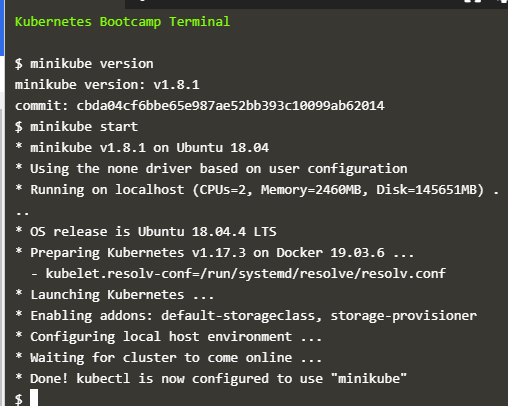 Kubernetes Bootcamp Terminal
$ minikube version
minikube version: v1.8.1
commit: cbda04cf6bbe65e987ae52bb393c10099ab62014
$ minikube start
* minikube v1.8.1 on Ubuntu 18.04
* Using the none driver based on user configuration
* Running on localhost (CPUs=2, Memory=2460MB, Disk=145651MB) .
..
* OS release is Ubuntu 18.04.4 LTS
* Preparing Kubernetes v1.17.3 on Docker 19.03.6 ...
  - kubelet.resolv-conf=/run/systemd/resolve/resolv.conf
* Launching Kubernetes ...
* Enabling addons: default-storageclass, storage-provisioner
* Configuring local host environment ...
* Waiting for cluster to come online ...
* Done! kubectl is now configured to use "minikube"
$